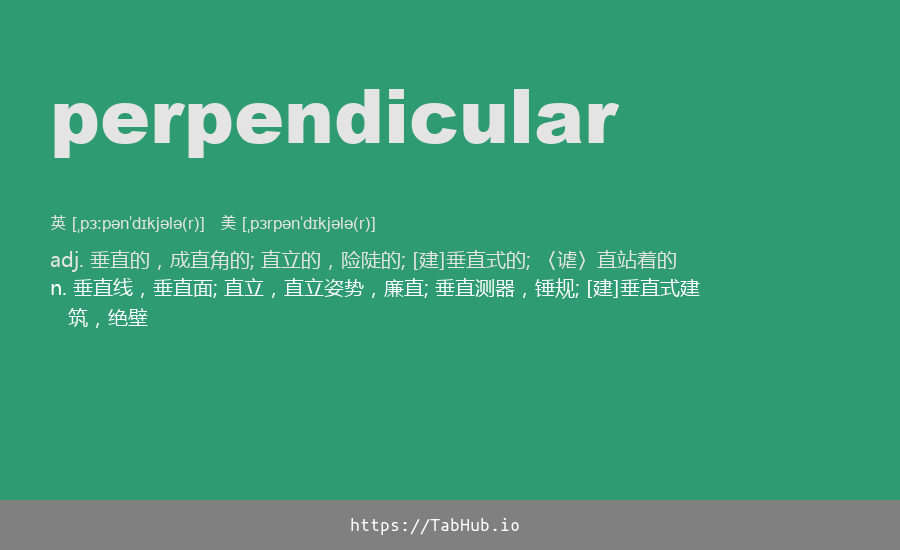 perpendicular
英 [ˌpɜːpənˈdɪkjələ(r)] 美 [ˌpɜrpənˈdɪkjələ(r)]
adj. 垂直的，成直角的; 直立的，险陡的; [建]垂直式的; 〈谑〉直站着的
n. 垂直线，垂直面; 直立，直立姿势，廉直; 垂直测器，锤规; [建]垂直式建
筑，绝壁
https://TabHub.io